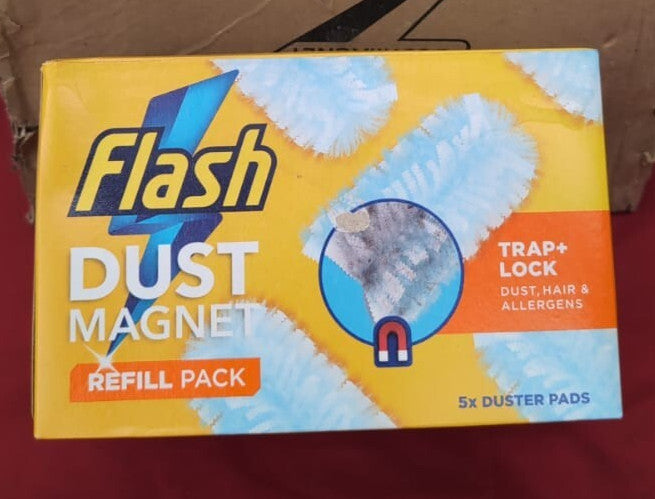 Flash
DUST
MAGNET
REFILL PACK
TRAP+
LOCK
DUST, HAIR &
ALLERGENS
5x DUSTER PADS